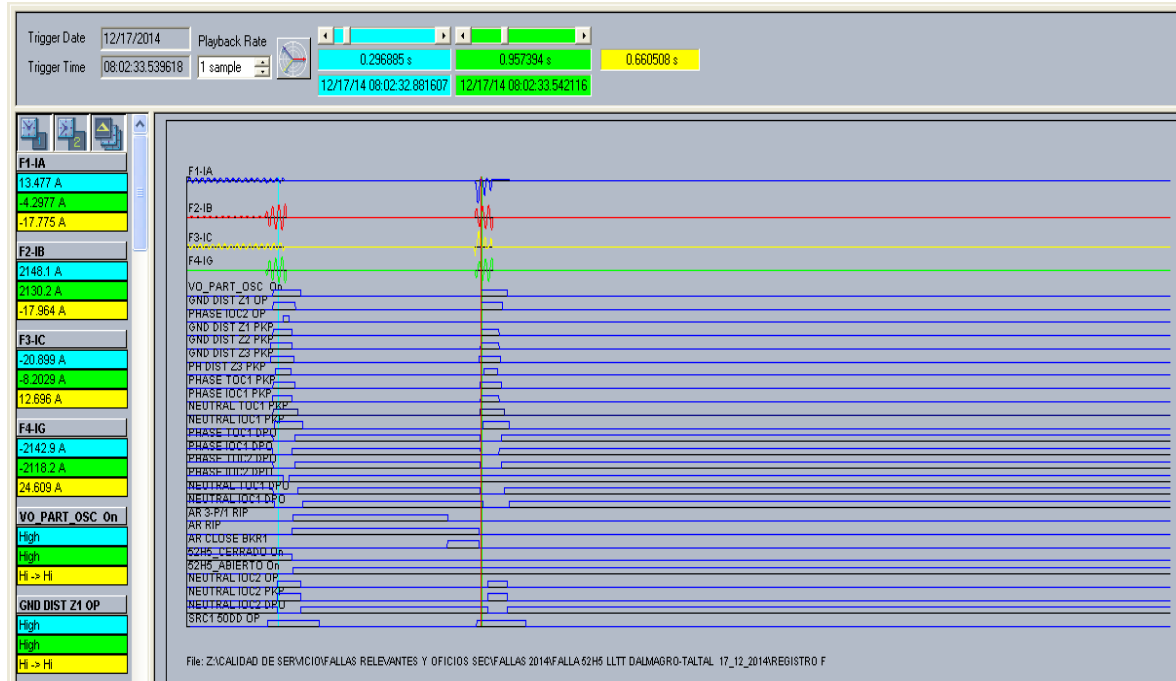 Trigger Date 12/17/2014 Playback Rate
Trigger Time 08:02:33.539618 1 sample
0.296885 s 0.957394 s 0.660508 s
12/17/14 08:02:32.881607 12/17/14 08:02:33.542116
1 2
F1-IA
13.477 A
-4.2977 A
-17.775 A
F2-IB
2148.1 A
2130.2 A
-17.964 A
F3-IC
-20.899 A
-8.2029 A
12.696 A
F4-IG
-2142.9 A
-2118.2 A
24.609 A
VO_PART_OSC On
High
High
Hi -> Hi
GND DIST Z1 OP
High
High
Hi -> Hi
F1-IA
F2-IB
F3-IC
F4-IG
VO_PART_OSC On
GND DIST Z1 OP
PHASE IOC2 OP
GND DIST Z1 PKP
GND DIST Z2 PKP
GND DIST Z3 PKP
PH DIST Z3 PKP
PHASE TOC1 PKP
PHASE IOC1 PKP
NEUTRAL TOC1 PKP
NEUTRAL IOC1 PKP
PHASE TOC1 DPO
PHASE IOC1 DPO
PHASE TOC2 DPO
PHASE IOC2 DPO
NEUTRAL TOC1 DPO
NEUTRAL IOC1 DPO
AR 3-P/1 RIP
AR RIP
AR CLOSE BKR1
52H5_CERRADO On
52H5_ABIERTO On
NEUTRAL IOC2 OP
NEUTRAL IOC2 PKP
NEUTRAL IOC2 DPO
SRC1 50DD OP
File: Z:\CALIDAD DE SERVICIO\FALLAS RELEVANTES Y OFICIOS SEC\FALLAS 2014\FALLA 52H5 LLTT DALMAGRO-TALTAL 17_12_2014\REGISTRO F